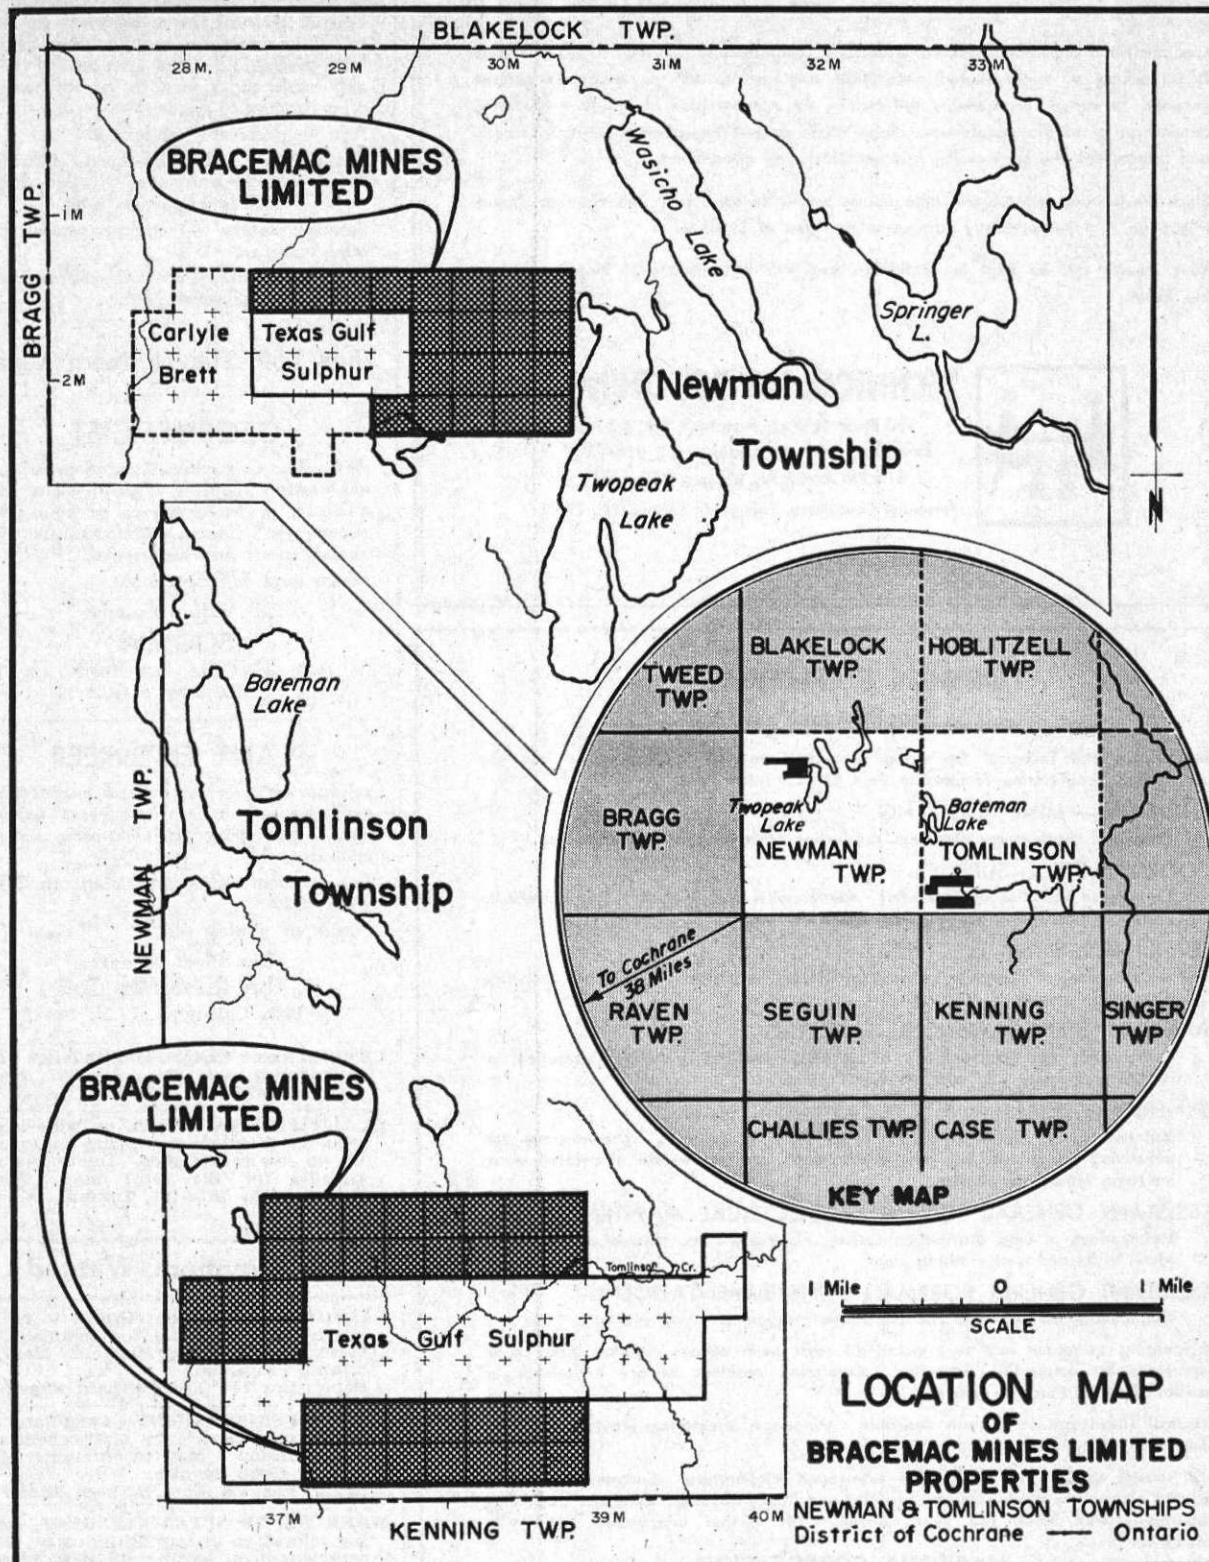 BLAKELOCK TWP.
28 M.
29 M
30 M
31 M
32 M
33 M
BRAGG TWP.
1 M
2 M
BRACEMAC MINES
LIMITED
Carlyle
Brett
Texas Gulf
Sulphur
Wasicho
Lake
Springer
L.
Newman
Township
Twopeak
Lake
N
Bateman
Lake
Tomlinson
Township
NEWMAN TWP.
BLAKELOCK
TWP.
HOBLITZELL
TWP.
TWEED
TWP.
BRAGG
TWP.
Twopeak
Lake
Bateman
Lake
NEWMAN
TWP.
TOMLINSON
TWP.
To Cochrane
38 Miles
RAVEN
TWP.
SEGUIN
TWP.
KENNING
TWP.
SINGER
TWP
CHALLIES TWP.
CASE TWP.
KEY MAP
BRACEMAC MINES
LIMITED
Tomlinson Cr.
Texas Gulf Sulphur
37 M
39 M
40 M
KENNING TWP.
1 Mile 0 1 Mile
SCALE
LOCATION MAP
OF
BRACEMAC MINES LIMITED
PROPERTIES
NEWMAN & TOMLINSON TOWNSHIPS
District of Cochrane — Ontario